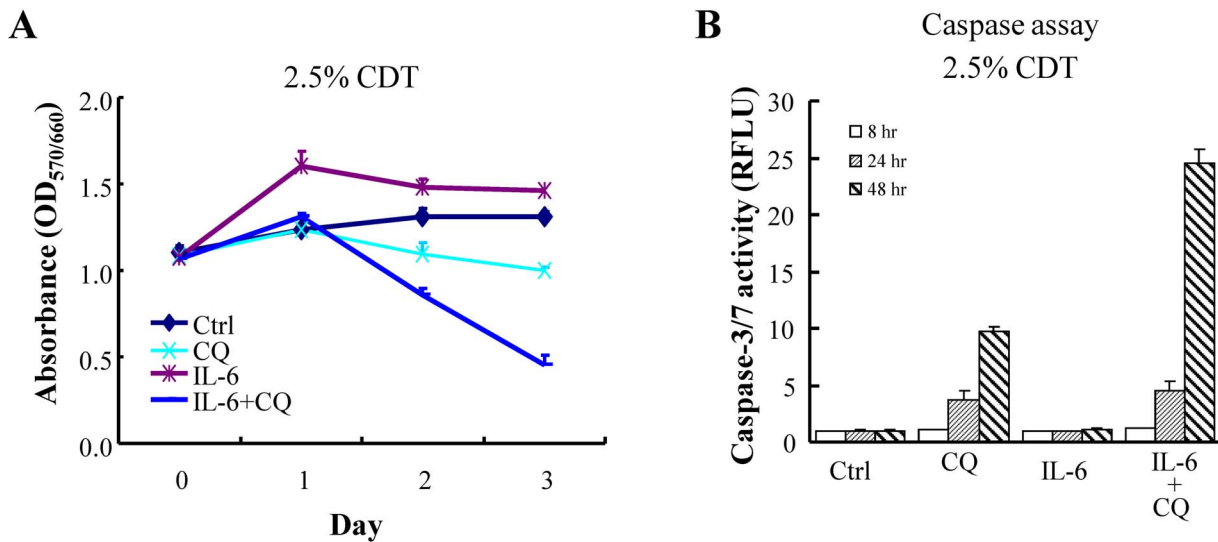 A
2.5% CDT
Absorbance (OD570/660)
2.0
1.5
1.0
0.5
0.0
Ctrl
CQ
IL-6
IL-6+CQ
0 1 2 3
Day
B
Caspase assay
2.5% CDT
Caspase-3/7 activity (RFLU)
30
25
20
15
10
5
0
8 hr
24 hr
48 hr
Ctrl CQ IL-6 IL-6
+
CQ